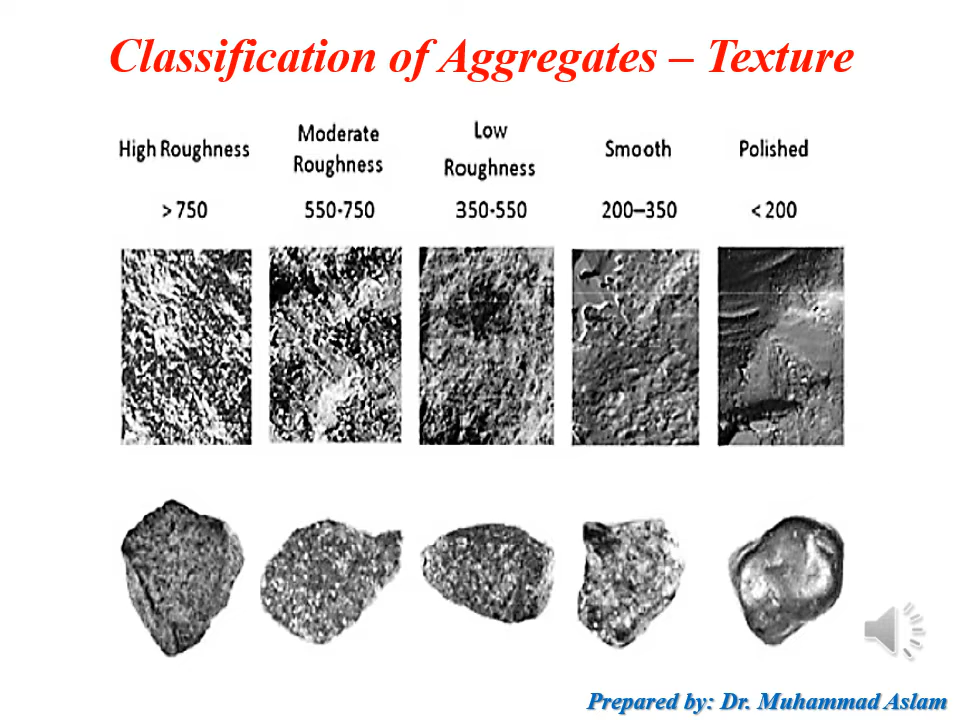 Classification of Aggregates – Texture
High Roughness
Moderate
Roughness
Low
Roughness
Smooth
Polished
> 750
550-750
350-550
200–350
< 200
Prepared by: Dr. Muhammad Aslam